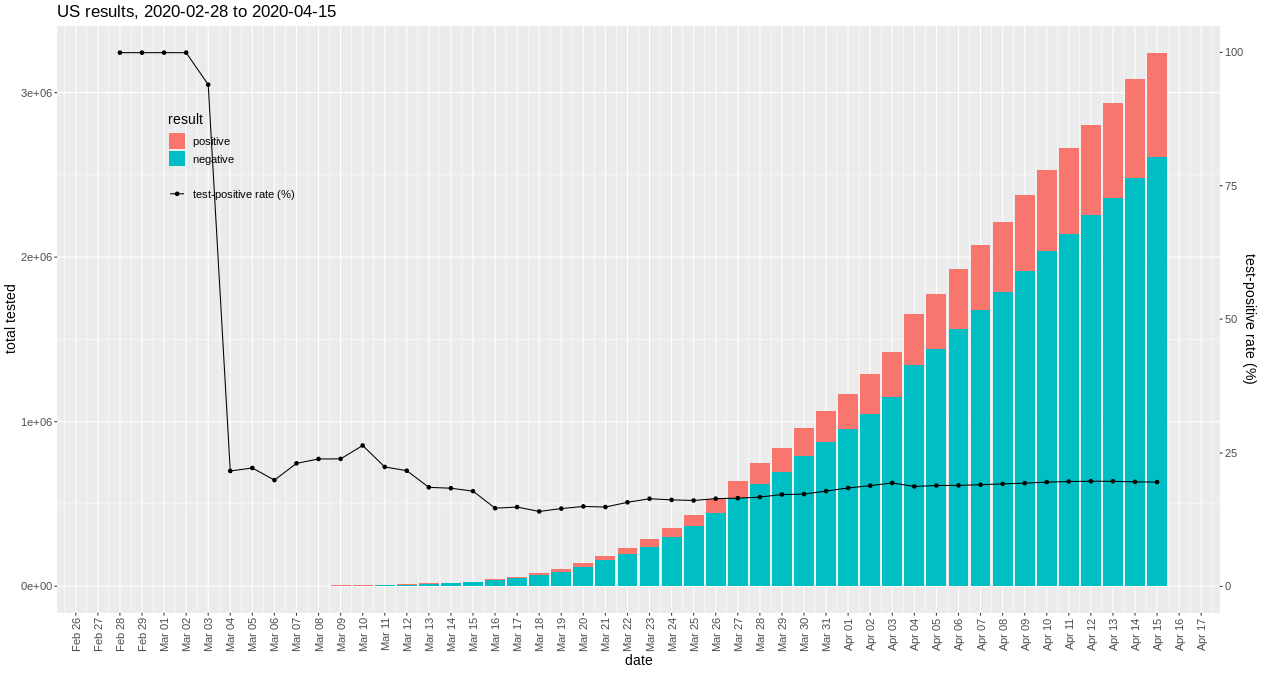 US results, 2020-02-28 to 2020-04-15
total tested
3e+06
2e+06
1e+06
0e+00
result
positive
negative
test-positive rate (%)
100
75
50
25
0
test-positive rate (%)
Feb 26
Feb 27
Feb 28
Feb 29
Mar 01
Mar 02
Mar 03
Mar 04
Mar 05
Mar 06
Mar 07
Mar 08
Mar 09
Mar 10
Mar 11
Mar 12
Mar 13
Mar 14
Mar 15
Mar 16
Mar 17
Mar 18
Mar 19
Mar 20
Mar 21
Mar 22
Mar 23
Mar 24
Mar 25
Mar 26
Mar 27
Mar 28
Mar 29
Mar 30
Mar 31
Apr 01
Apr 02
Apr 03
Apr 04
Apr 05
Apr 06
Apr 07
Apr 08
Apr 09
Apr 10
Apr 11
Apr 12
Apr 13
Apr 14
Apr 15
Apr 16
Apr 17
date